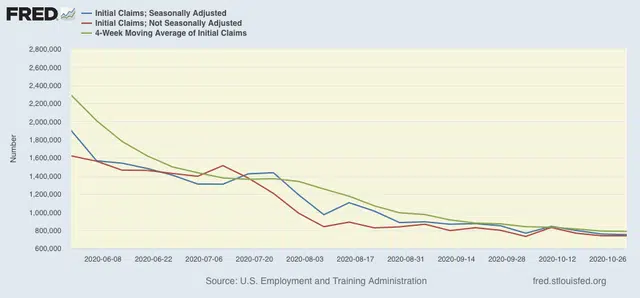 FRED
Initial Claims; Seasonally Adjusted
Initial Claims; Not Seasonally Adjusted
4-Week Moving Average of Initial Claims
2,800,000
2,600,000
2,400,000
2,200,000
2,000,000
1,800,000
1,600,000
1,400,000
1,200,000
1,000,000
800,000
600,000
Number
2020-06-08 2020-06-22 2020-07-06 2020-07-20 2020-08-03 2020-08-17 2020-08-31 2020-09-14 2020-09-28 2020-10-12 2020-10-26
Source: U.S. Employment and Training Administration
fred.stlouisfed.org